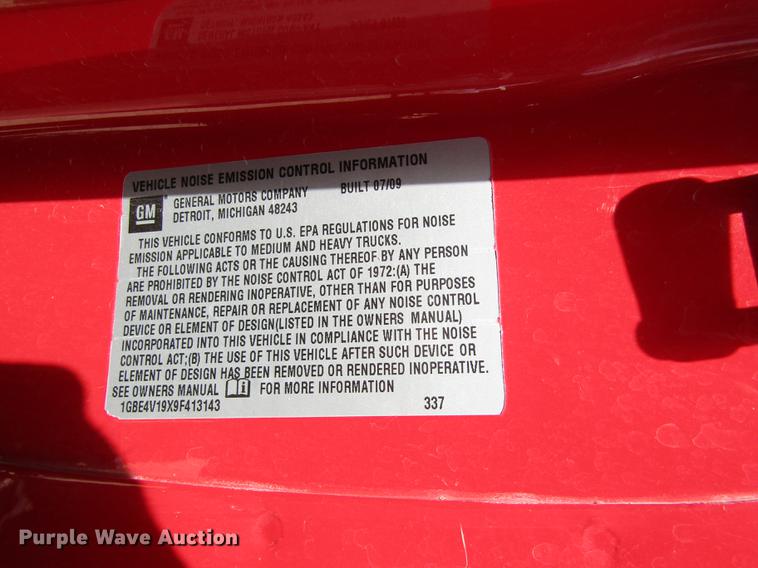 VEHICLE NOISE EMISSION CONTROL INFORMATION
GM
GENERAL MOTORS COMPANY BUILT 07/09
DETROIT, MICHIGAN 48243
THIS VEHICLE CONFORMS TO U.S. EPA REGULATIONS FOR NOISE
EMISSION APPLICABLE TO MEDIUM AND HEAVY TRUCKS.
THE FOLLOWING ACTS OR THE CAUSING THEREOF BY ANY PERSON
ARE PROHIBITED BY THE NOISE CONTROL ACT OF 1972:(A) THE
REMOVAL OR RENDERING INOPERATIVE, OTHER THAN FOR PURPOSES
OF MAINTENANCE, REPAIR OR REPLACEMENT OF ANY NOISE CONTROL
DEVICE OR ELEMENT OF DESIGN(LISTED IN THE OWNERS MANUAL)
INCORPORATED INTO THIS VEHICLE IN COMPLIANCE WITH THE NOISE
CONTROL ACT;(B) THE USE OF THIS VEHICLE AFTER SUCH DEVICE OR
ELEMENT OF DESIGN HAS BEEN REMOVED OR RENDERED INOPERATIVE.
SEE OWNERS MANUAL i FOR MORE INFORMATION
1GBE4V19X9F413143 337
Purple Wave Auction